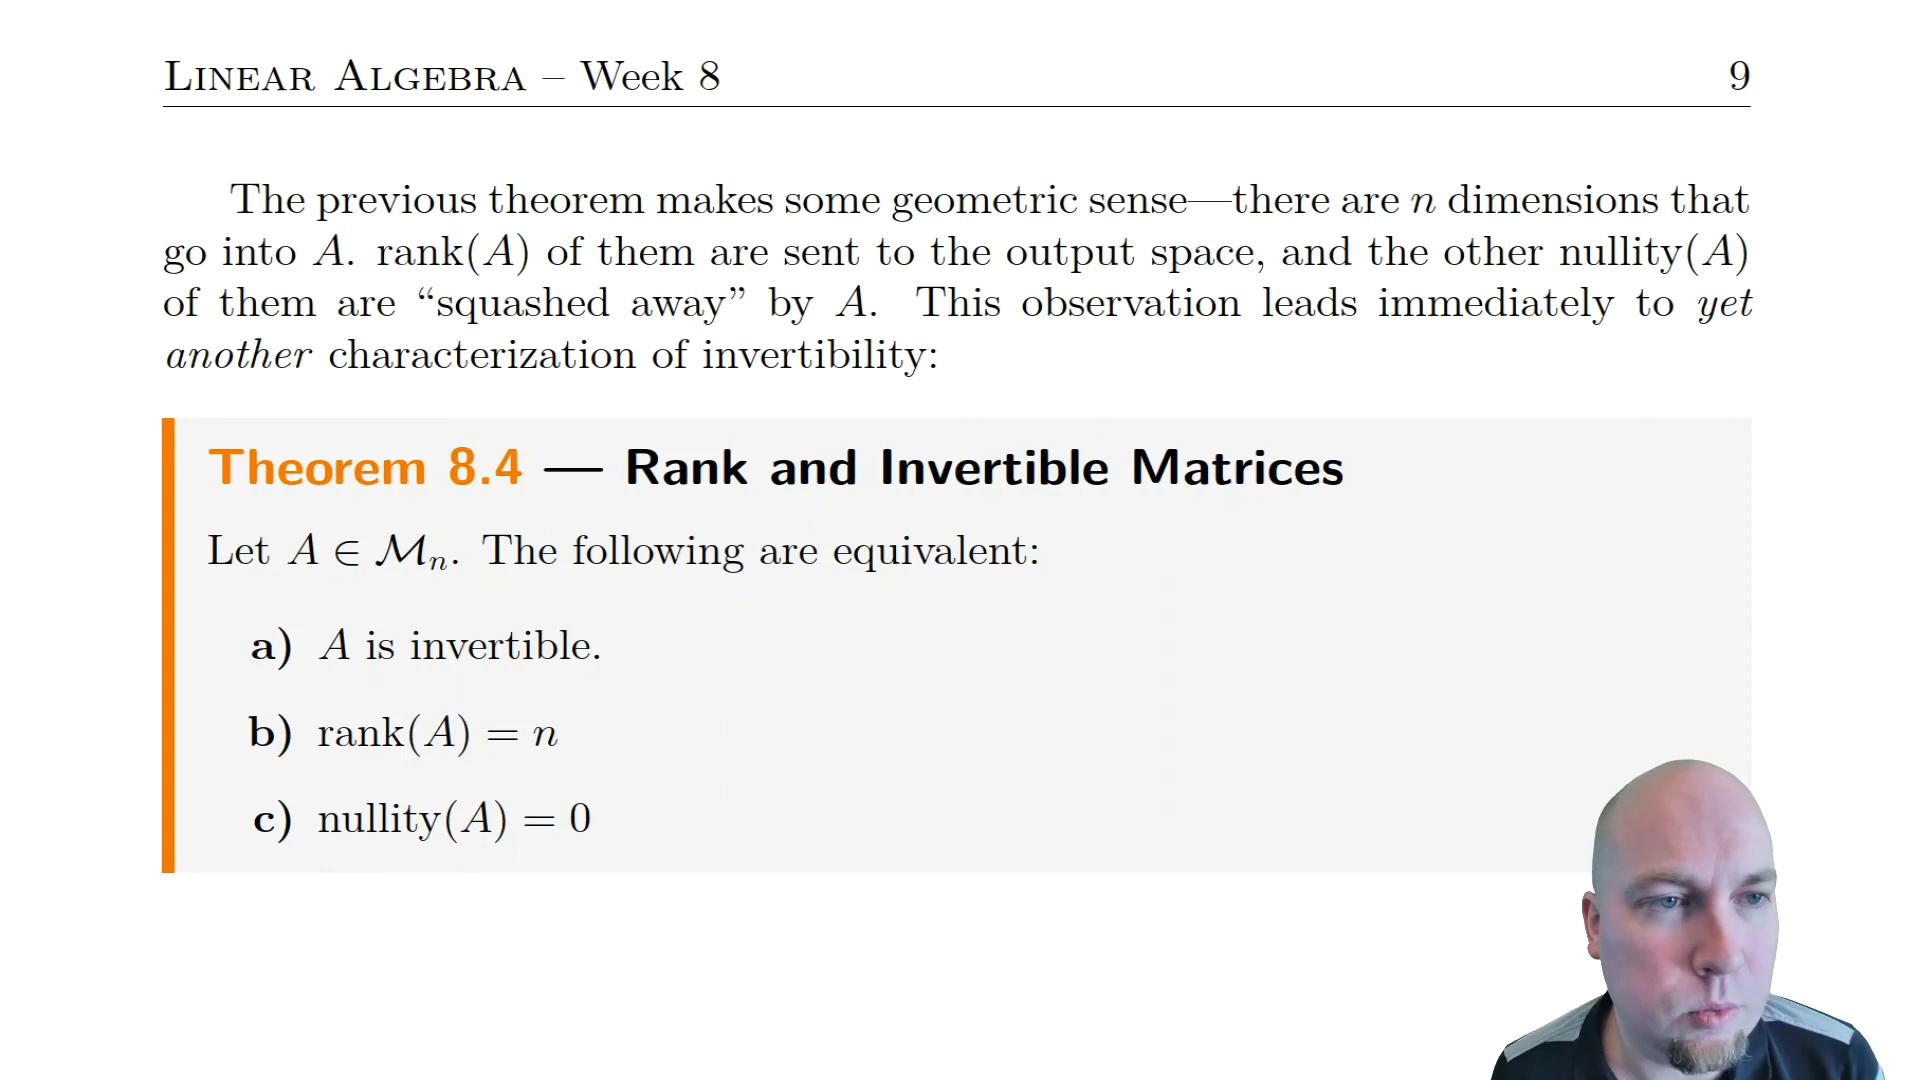 LINEAR ALGEBRA – Week 8 9
The previous theorem makes some geometric sense—there are n dimensions that
go into A. rank(A) of them are sent to the output space, and the other nullity(A)
of them are “squashed away” by A. This observation leads immediately to yet
another characterization of invertibility:
Theorem 8.4 — Rank and Invertible Matrices
Let A ∈ ℳₙ. The following are equivalent:
a) A is invertible.
b) rank(A) = n
c) nullity(A) = 0